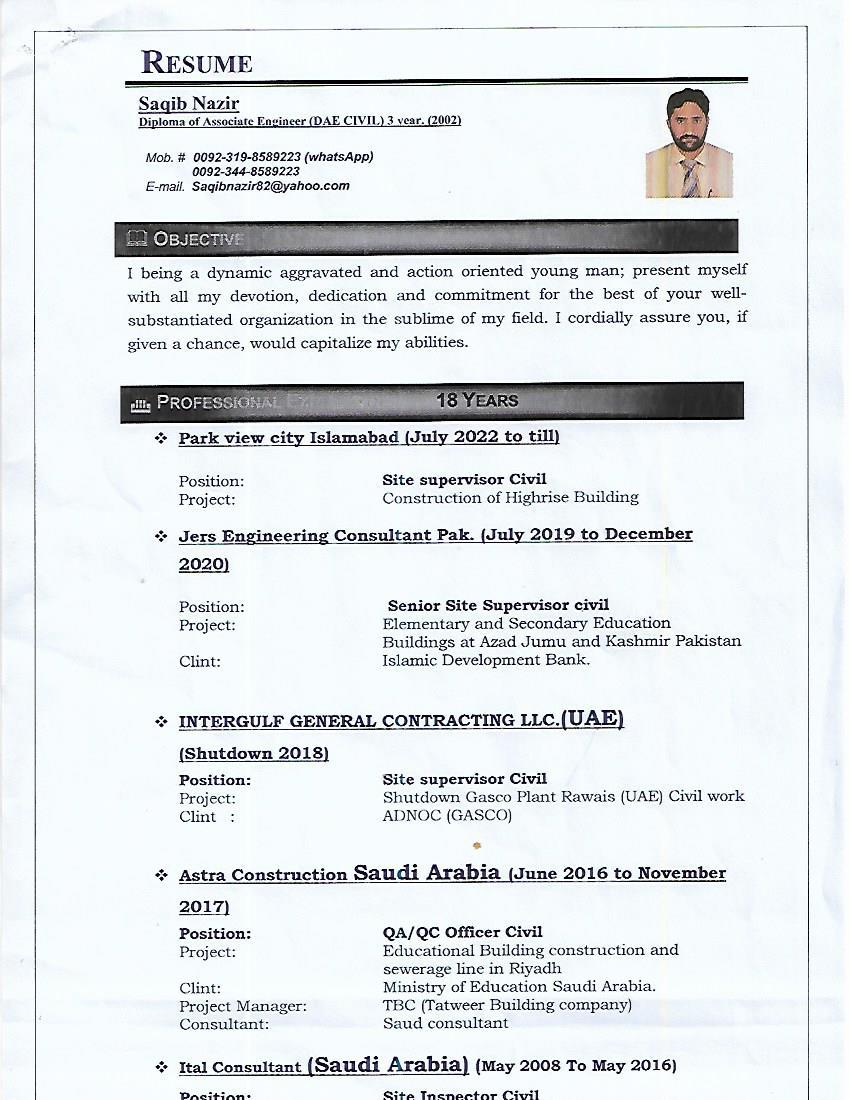 RESUME
Saqib Nazir
Diploma of Associate Engineer (DAE CIVIL) 3 year. (2002)
Mob. # 0092-319-8589223 (whatsApp)
0092-344-8589223
E-mail. Saqibnazir82@yahoo.com
OBJECTIVE
I being a dynamic aggravated and action oriented young man; present myself
with all my devotion, dedication and commitment for the best of your well-
substantiated organization in the sublime of my field. I cordially assure you, if
given a chance, would capitalize my abilities.
PROFESSIONAL 18 YEARS
❖ Park view city Islamabad (July 2022 to till)
Position: Site supervisor Civil
Project: Construction of Highrise Building
❖ Jers Engineering Consultant Pak. (July 2019 to December
2020)
Position: Senior Site Supervisor civil
Project: Elementary and Secondary Education
Buildings at Azad Jumu and Kashmir Pakistan
Clint: Islamic Development Bank.
❖ INTERGULF GENERAL CONTRACTING LLC.(UAE)
(Shutdown 2018)
Position: Site supervisor Civil
Project: Shutdown Gasco Plant Rawais (UAE) Civil work
Clint : ADNOC (GASCO)
❖ Astra Construction Saudi Arabia (June 2016 to November
2017)
Position: QA/QC Officer Civil
Project: Educational Building construction and
sewerage line in Riyadh
Clint: Ministry of Education Saudi Arabia.
Project Manager: TBC (Tatweer Building company)
Consultant: Saud consultant
❖ Ital Consultant (Saudi Arabia) (May 2008 To May 2016)
Position: Site Inspector Civil